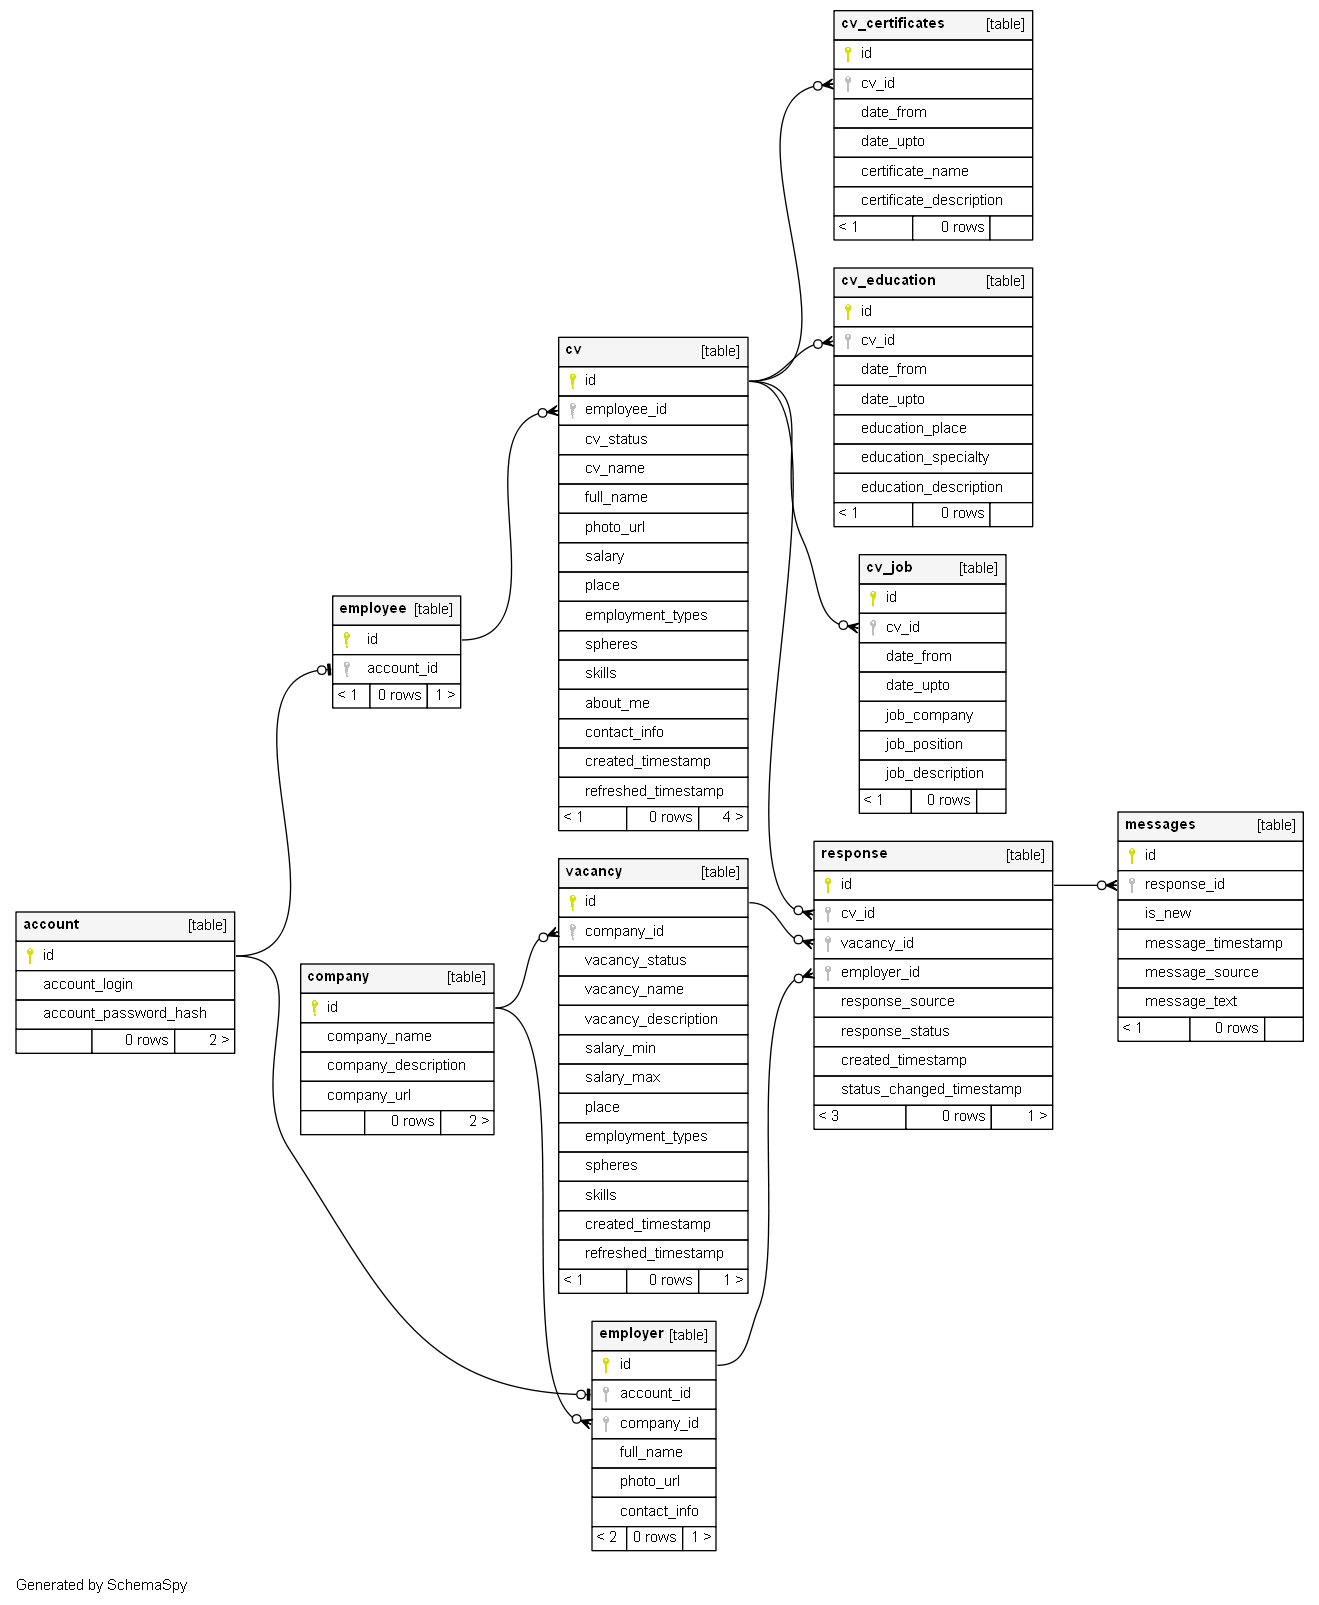 cv_certificates [table]
id
cv_id
date_from
date_upto
certificate_name
certificate_description
< 1 0 rows
cv_education [table]
id
cv_id
date_from
date_upto
education_place
education_specialty
education_description
< 1 0 rows
cv [table]
id
employee_id
cv_status
cv_name
full_name
photo_url
salary
place
employment_types
spheres
skills
about_me
contact_info
created_timestamp
refreshed_timestamp
< 1 0 rows 4 >
cv_job [table]
id
cv_id
date_from
date_upto
job_company
job_position
job_description
< 1 0 rows
employee [table]
id
account_id
< 1 0 rows 1 >
messages [table]
id
response_id
is_new
message_timestamp
message_source
message_text
< 1 0 rows
response [table]
id
cv_id
vacancy_id
employer_id
response_source
response_status
created_timestamp
status_changed_timestamp
< 3 0 rows 1 >
vacancy [table]
id
company_id
vacancy_status
vacancy_name
vacancy_description
salary_min
salary_max
place
employment_types
spheres
skills
created_timestamp
refreshed_timestamp
< 1 0 rows 1 >
account [table]
id
account_login
account_password_hash
0 rows 2 >
company [table]
id
company_name
company_description
company_url
0 rows 2 >
employer [table]
id
account_id
company_id
full_name
photo_url
contact_info
< 2 0 rows 1 >
Generated by SchemaSpy